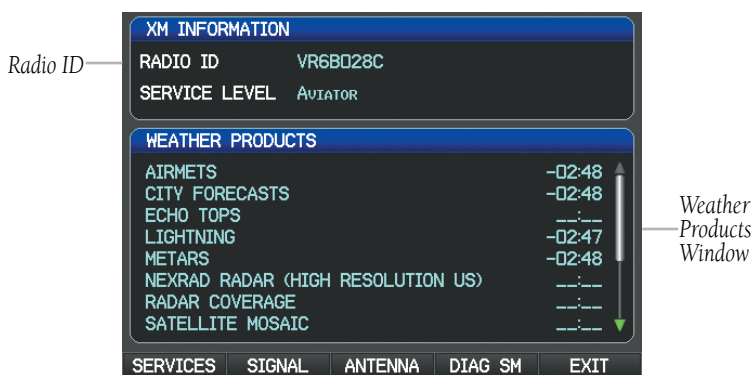 XM INFORMATION
Radio ID
RADIO ID VR6B028C
SERVICE LEVEL AVIATOR
WEATHER PRODUCTS
AIRMETS -02:48
CITY FORECASTS -02:48
ECHO TOPS __:__
LIGHTNING -02:47
METARS -02:48
NEXRAD RADAR (HIGH RESOLUTION US) __:__
RADAR COVERAGE __:__
SATELLITE MOSAIC __:__
Weather
Products
Window
SERVICES SIGNAL ANTENNA DIAG SM EXIT